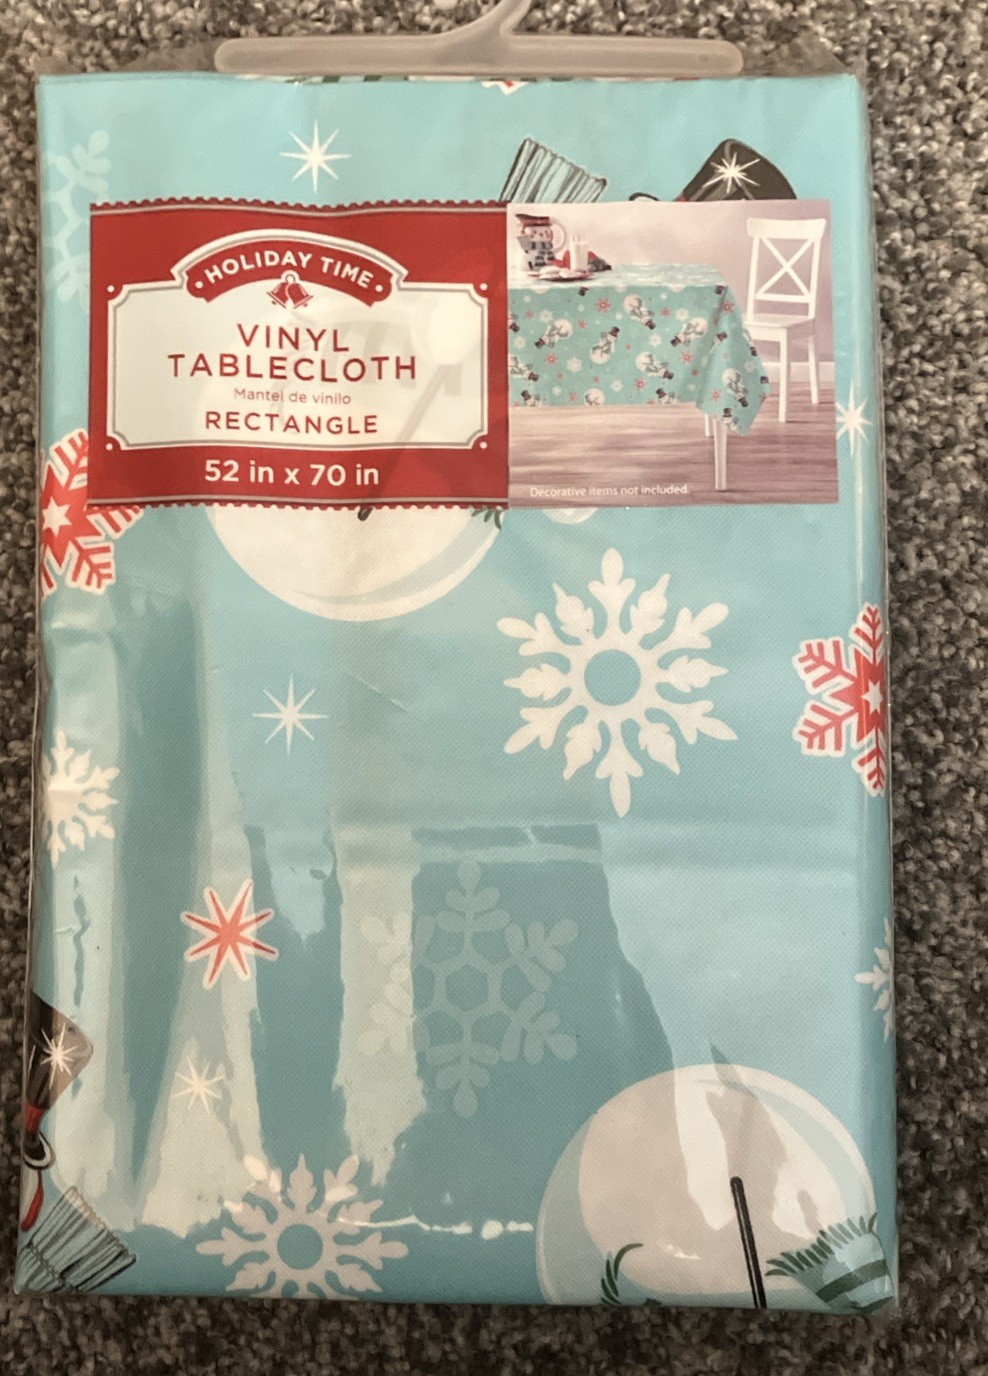 HOLIDAY TIME
VINYL
TABLECLOTH
Mantel de vinilo
RECTANGLE
52 in x 70 in
Decorative items not included.